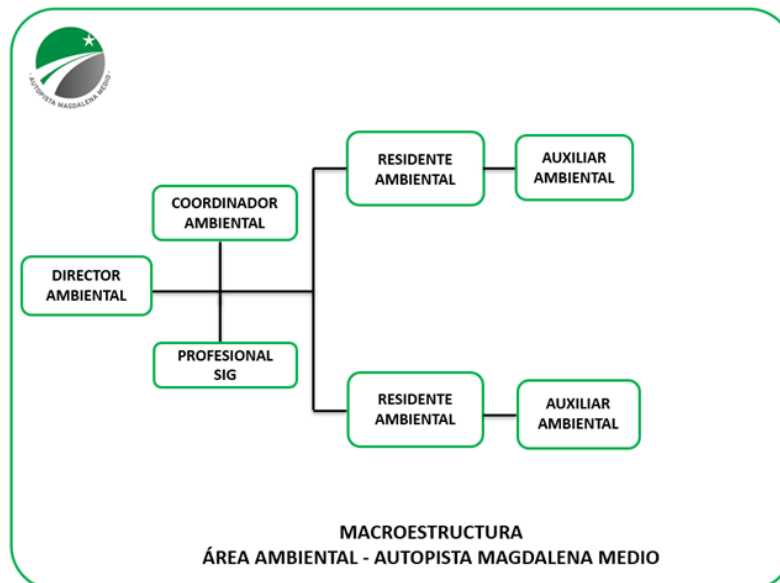 · AUTOPISTA MAGDALENA MEDIO ·
RESIDENTE
AMBIENTAL
AUXILIAR
AMBIENTAL
COORDINADOR
AMBIENTAL
DIRECTOR
AMBIENTAL
PROFESIONAL
SIG
RESIDENTE
AMBIENTAL
AUXILIAR
AMBIENTAL
MACROESTRUCTURA
ÁREA AMBIENTAL - AUTOPISTA MAGDALENA MEDIO